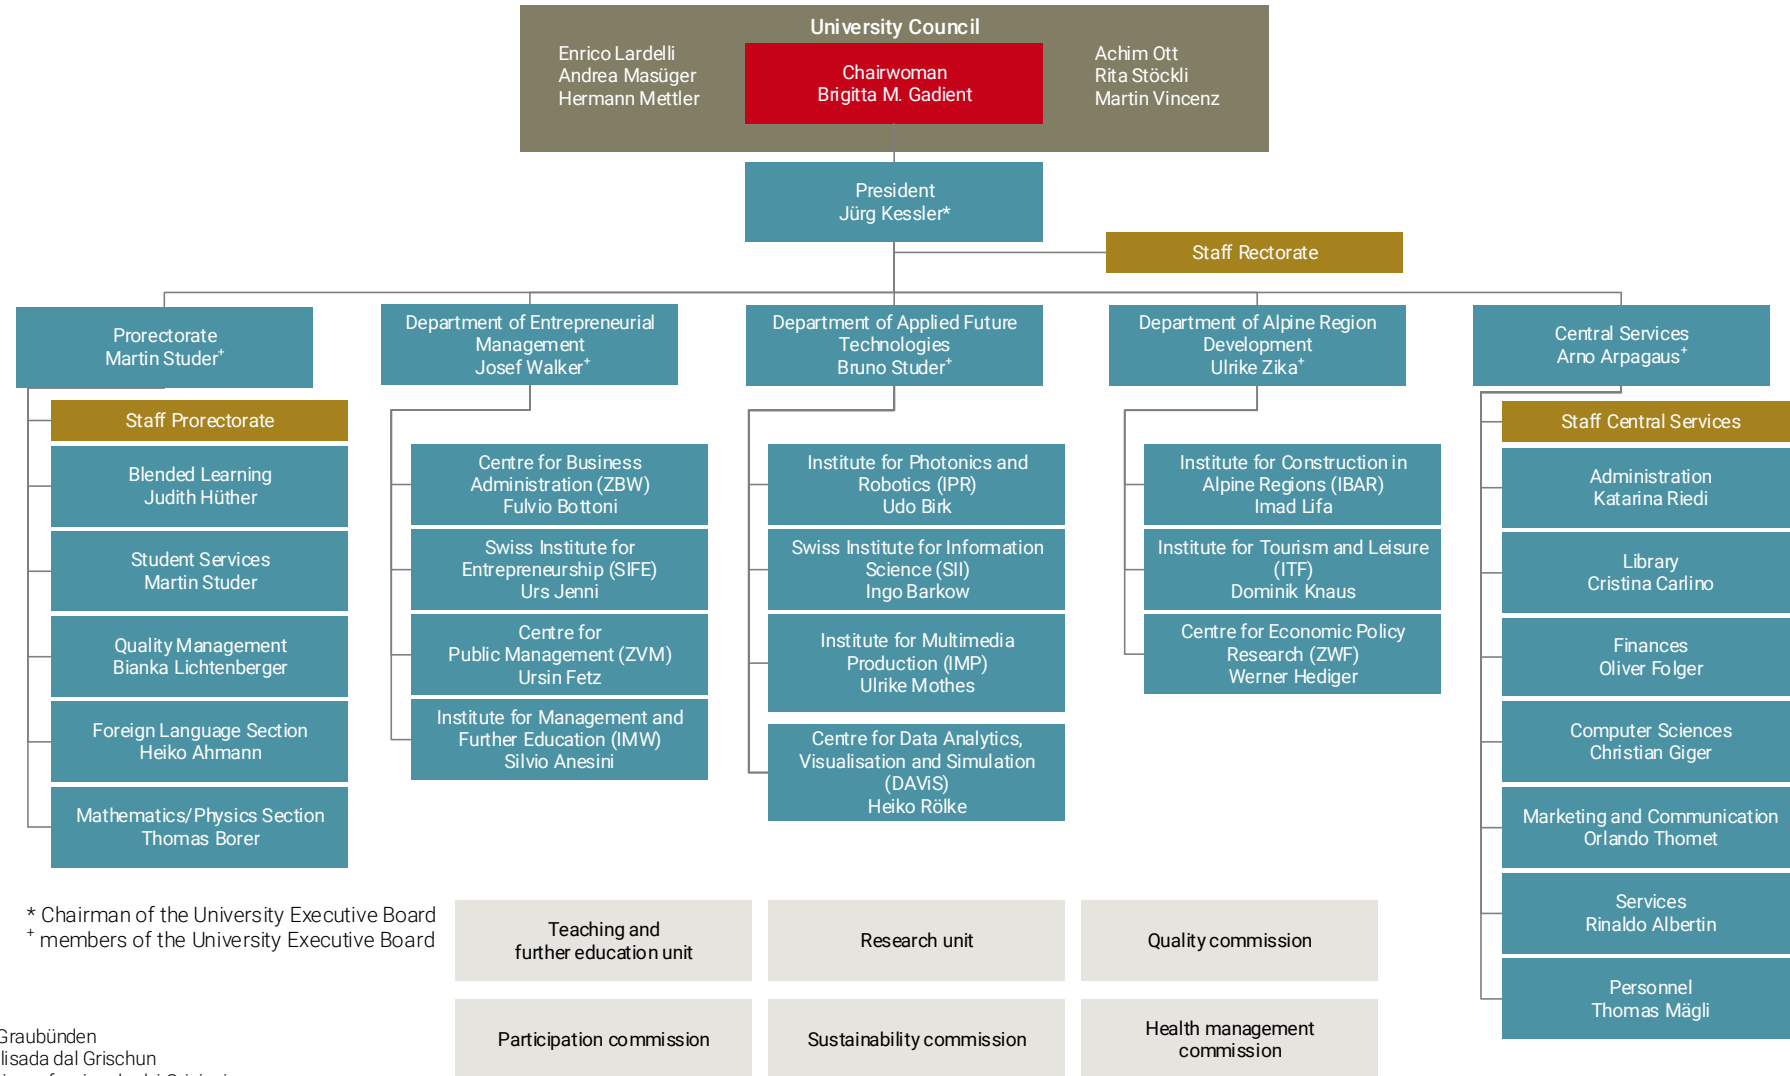 University Council
Enrico Lardelli
Andrea Masüger
Hermann Mettler
Chairwoman
Brigitta M. Gadient
Achim Ott
Rita Stöckli
Martin Vincenz
President
Jürg Kessler*
Staff Rectorate
Prorectorate
Martin Studer+
Department of Entrepreneurial
Management
Josef Walker+
Department of Applied Future
Technologies
Bruno Studer+
Department of Alpine Region
Development
Ulrike Zika+
Central Services
Arno Arpagaus+
Staff Prorectorate
Blended Learning
Judith Hüther
Student Services
Martin Studer
Quality Management
Bianka Lichtenberger
Foreign Language Section
Heiko Ahmann
Mathematics/Physics Section
Thomas Borer
Centre for Business
Administration (ZBW)
Fulvio Bottoni
Swiss Institute for
Entrepreneurship (SIFE)
Urs Jenni
Centre for
Public Management (ZVM)
Ursin Fetz
Institute for Management and
Further Education (IMW)
Silvio Anesini
Institute for Photonics and
Robotics (IPR)
Udo Birk
Swiss Institute for Information
Science (SII)
Ingo Barkow
Institute for Multimedia
Production (IMP)
Ulrike Mothes
Centre for Data Analytics,
Visualisation and Simulation
(DAViS)
Heiko Rölke
Institute for Construction in
Alpine Regions (IBAR)
Imad Lifa
Institute for Tourism and Leisure
(ITF)
Dominik Knaus
Centre for Economic Policy
Research (ZWF)
Werner Hediger
Staff Central Services
Administration
Katarina Riedi
Library
Cristina Carlino
Finances
Oliver Folger
Computer Sciences
Christian Giger
Marketing and Communication
Orlando Thomet
Services
Rinaldo Albertin
Personnel
Thomas Mägli
* Chairman of the University Executive Board
+ members of the University Executive Board
Teaching and
further education unit
Research unit
Quality commission
Participation commission
Sustainability commission
Health management
commission
Graubünden
lisada dal Grischun